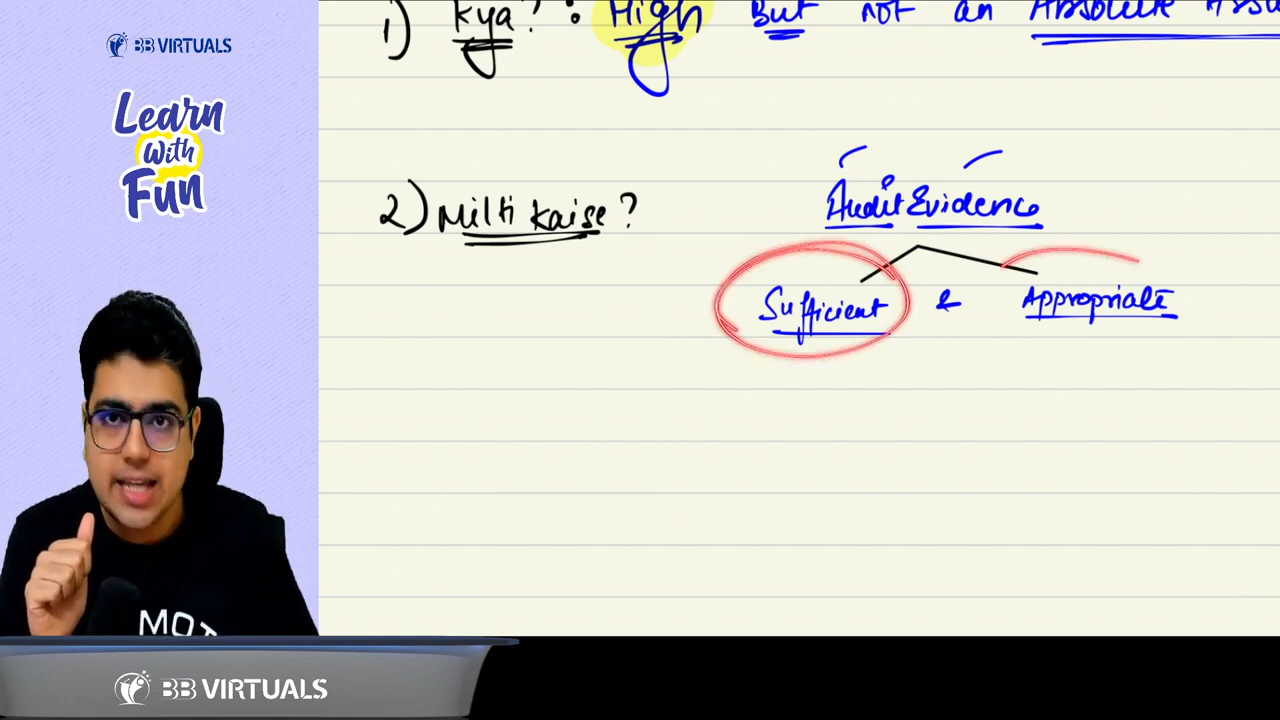 BB VIRTUALS
Learn
With
Fun
1) Kya? : High But not an Absolute
2) Milti kaise?
Audit Evidence
Sufficient & Appropriate
MOT
BB VIRTUALS